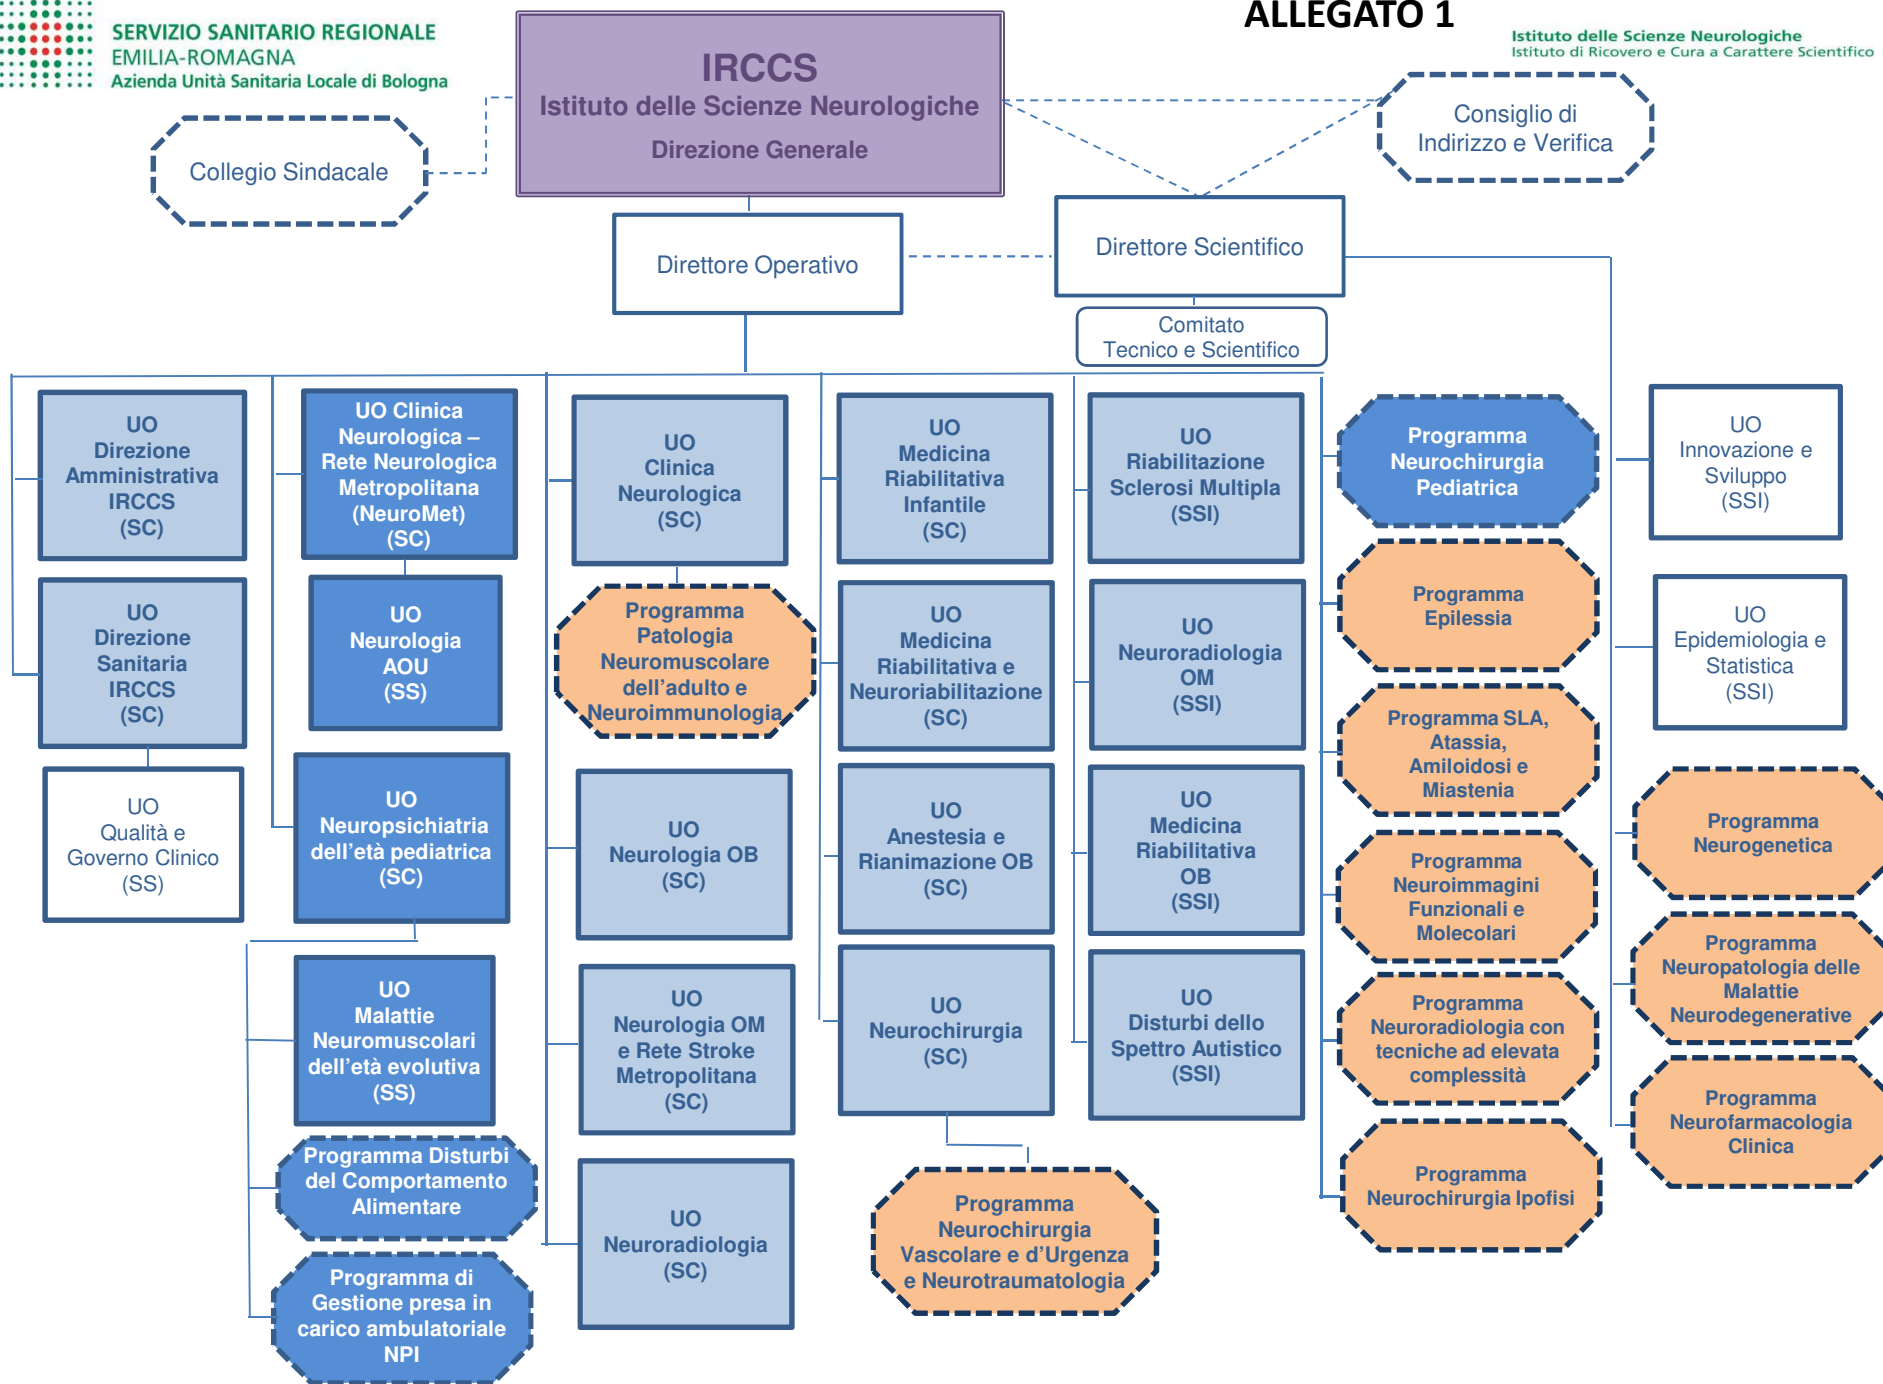 SERVIZIO SANITARIO REGIONALE
EMILIA-ROMAGNA
Azienda Unità Sanitaria Locale di Bologna
ALLEGATO 1
Istituto delle Scienze Neurologiche
Istituto di Ricovero e Cura a Carattere Scientifico
IRCCS
Istituto delle Scienze Neurologiche
Direzione Generale
Collegio Sindacale
Consiglio di
Indirizzo e Verifica
Direttore Operativo
Direttore Scientifico
Comitato
Tecnico e Scientifico
UO
Direzione
Amministrativa
IRCCS
(SC)
UO
Direzione
Sanitaria
IRCCS
(SC)
UO
Qualità e
Governo Clinico
(SS)
UO Clinica
Neurologica –
Rete Neurologica
Metropolitana
(NeuroMet)
(SC)
UO
Neurologia
AOU
(SS)
UO
Neuropsichiatria
dell'età pediatrica
(SC)
UO
Malattie
Neuromuscolari
dell'età evolutiva
(SS)
Programma Disturbi
del Comportamento
Alimentare
Programma di
Gestione presa in
carico ambulatoriale
NPI
UO
Clinica
Neurologica
(SC)
Programma
Patologia
Neuromuscolare
dell'adulto e
Neuroimmunologia
UO
Neurologia OB
(SC)
UO
Neurologia OM
e Rete Stroke
Metropolitana
(SC)
UO
Neuroradiologia
(SC)
UO
Medicina
Riabilitativa
Infantile
(SC)
UO
Medicina
Riabilitativa e
Neuroriabilitazione
(SC)
UO
Anestesia e
Rianimazione OB
(SC)
UO
Neurochirurgia
(SC)
Programma
Neurochirurgia
Vascolare e d'Urgenza
e Neurotraumatologia
UO
Riabilitazione
Sclerosi Multipla
(SSI)
UO
Neuroradiologia
OM
(SSI)
UO
Medicina
Riabilitativa
OB
(SSI)
UO
Disturbi dello
Spettro Autistico
(SSI)
Programma
Neurochirurgia
Pediatrica
Programma
Epilessia
Programma SLA,
Atassia,
Amiloidosi e
Miastenia
Programma
Neuroimmagini
Funzionali e
Molecolari
Programma
Neuroradiologia con
tecniche ad elevata
complessità
Programma
Neurochirurgia Ipofisi
UO
Innovazione e
Sviluppo
(SSI)
UO
Epidemiologia e
Statistica
(SSI)
Programma
Neurogenetica
Programma
Neuropatologia delle
Malattie
Neurodegenerative
Programma
Neurofarmacologia
Clinica